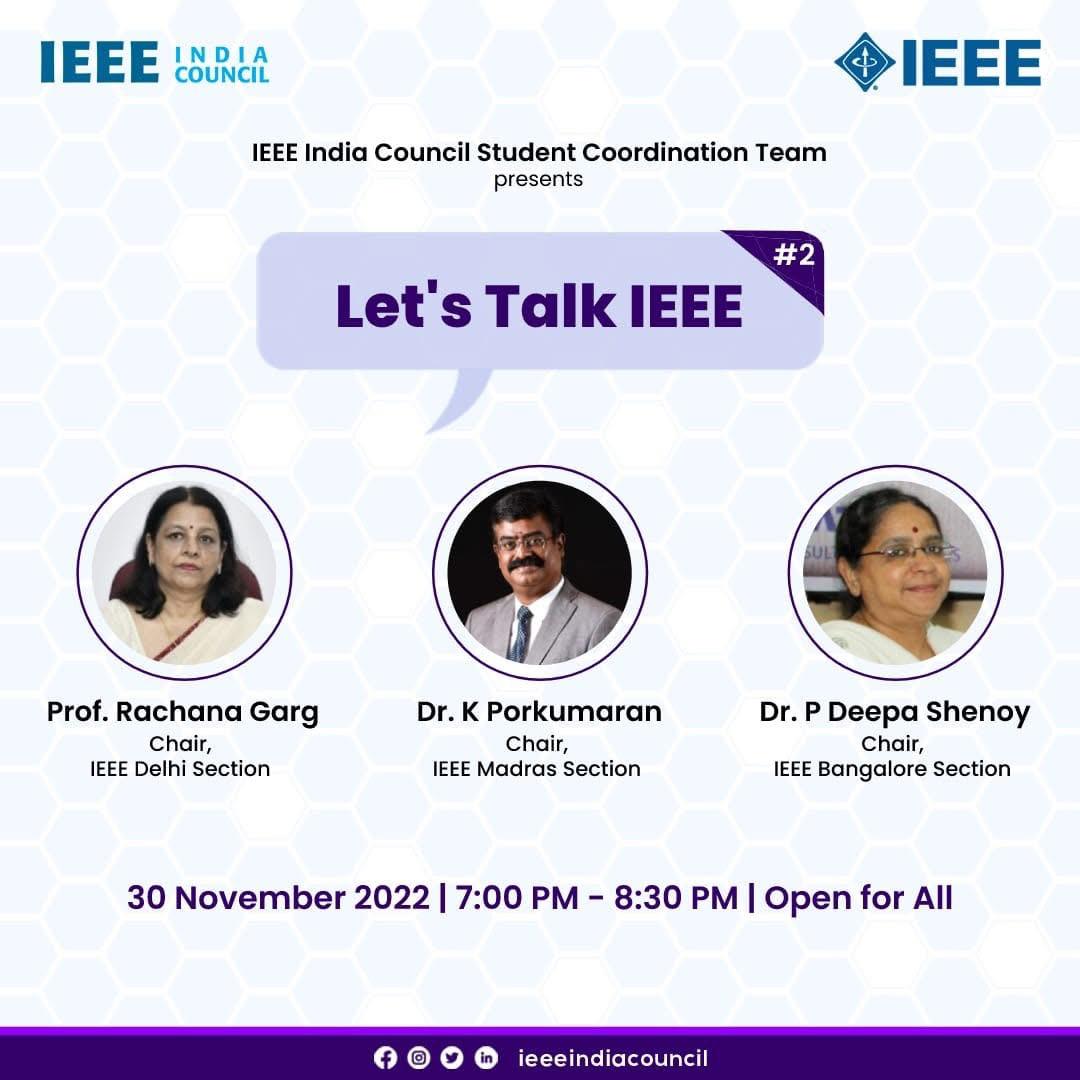 IEEE INDIA
COUNCIL
IEEE
IEEE India Council Student Coordination Team
presents
#2
Let's Talk IEEE
Prof. Rachana Garg
Chair,
IEEE Delhi Section
Dr. K Porkumaran
Chair,
IEEE Madras Section
Dr. P Deepa Shenoy
Chair,
IEEE Bangalore Section
30 November 2022 | 7:00 PM - 8:30 PM | Open for All
ieeeindiacouncil